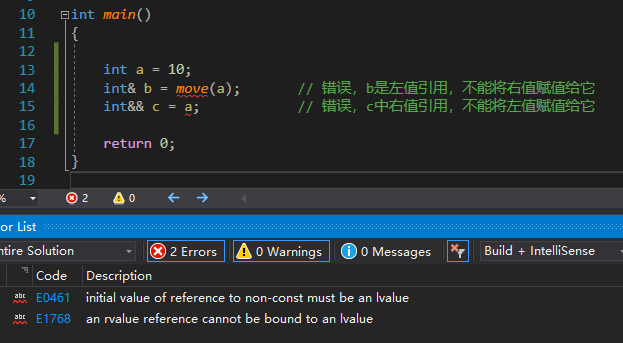 10 int main()
11 {
12
13 int a = 10;
14 int& b = move(a); // 错误，b是左值引用，不能将右值赋值给它
15 int&& c = a; // 错误，c中右值引用，不能将左值赋值给它
16
17 return 0;
18 }
19
% 2 0
or List
ntire Solution 2 Errors 0 Warnings 0 Messages Build + IntelliSense
Code Description
abc E0461 initial value of reference to non-const must be an lvalue
abc E1768 an rvalue reference cannot be bound to an lvalue